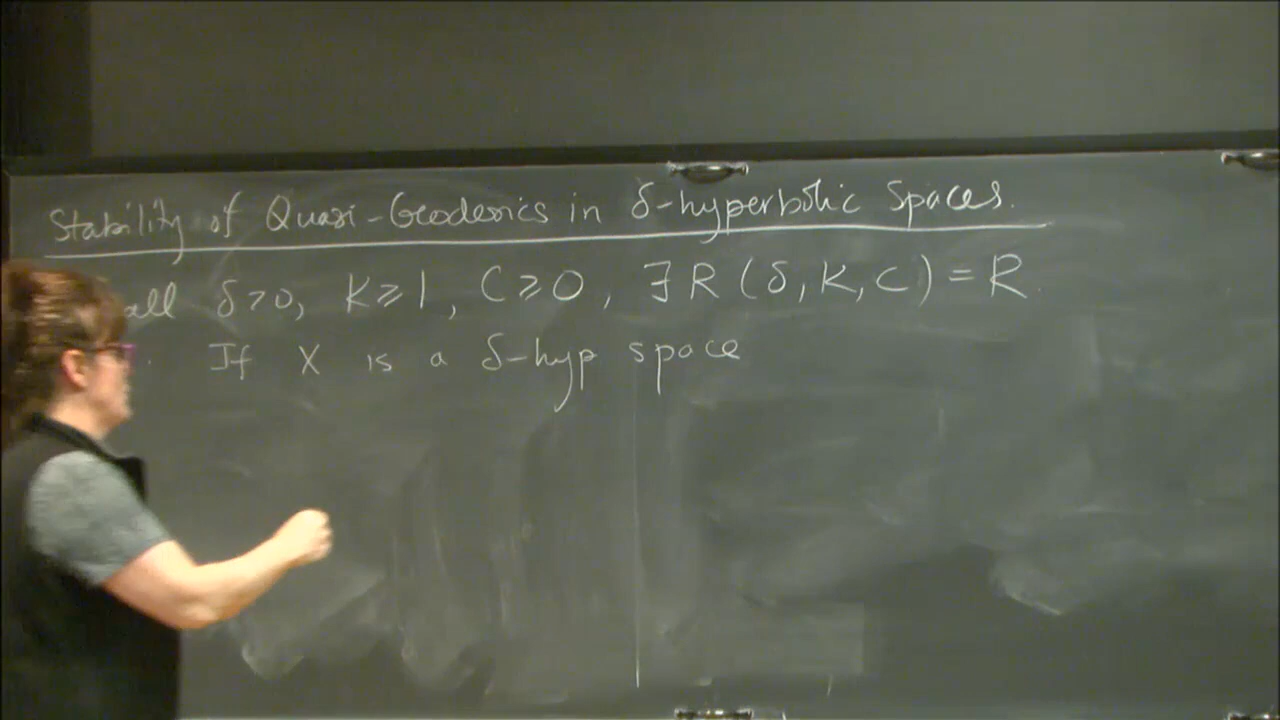 Stability of Quasi-Geodesics in δ-hyperbolic Spaces.
all δ>0, K⩾1, C⩾0, ∃ R (δ, K, C) = R
. If X is a δ-hyp space